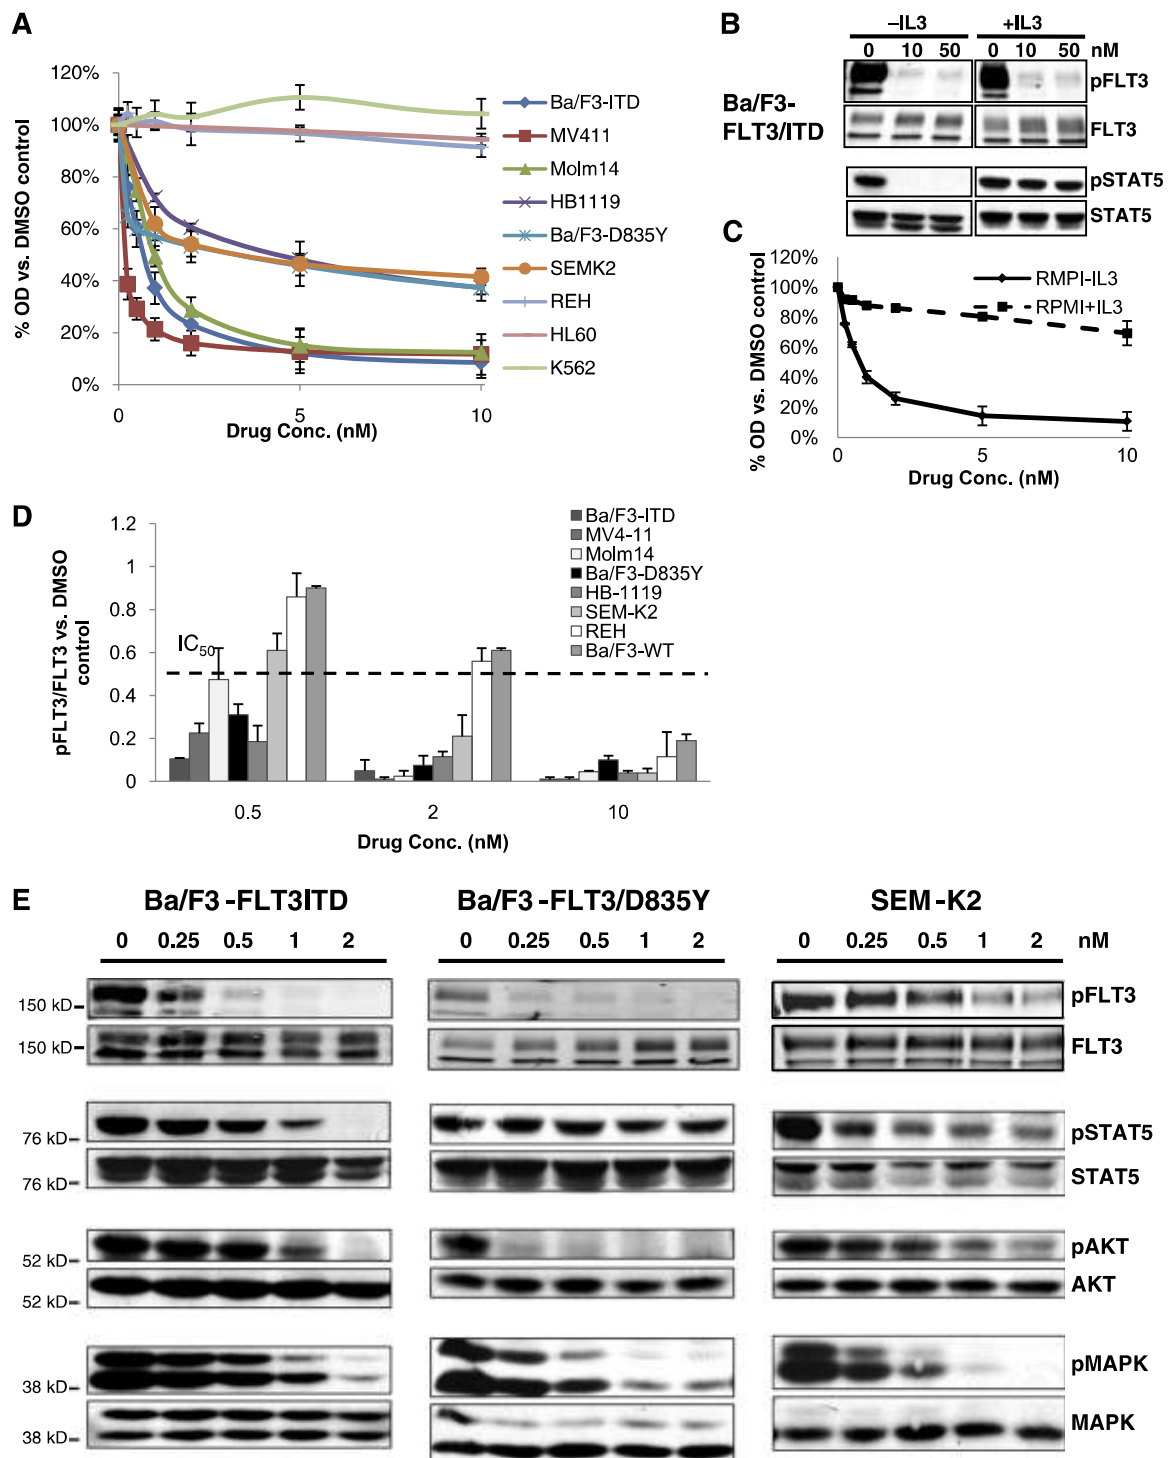 A
120%
100%
80%
60%
40%
20%
0%
% OD vs. DMSO control
0
5
10
Drug Conc. (nM)
Ba/F3-ITD
MV411
Molm14
HB1119
Ba/F3-D835Y
SEMK2
REH
HL60
K562
B
–IL3
+IL3
0 10 50 0 10 50 nM
Ba/F3-
FLT3/ITD
pFLT3
FLT3
pSTAT5
STAT5
C
120%
100%
80%
60%
40%
20%
0%
% OD vs. DMSO control
RMPI-IL3
RPMI+IL3
0
5
10
Drug Conc. (nM)
D
1.2
1
0.8
0.6
0.4
0.2
0
pFLT3/FLT3 vs. DMSO
control
IC50
Ba/F3-ITD
MV4-11
Molm14
Ba/F3-D835Y
HB-1119
SEM-K2
REH
Ba/F3-WT
0.5
2
10
Drug Conc. (nM)
E
Ba/F3-FLT3ITD
Ba/F3-FLT3/D835Y
SEM-K2
0 0.25 0.5 1 2
0 0.25 0.5 1 2
0 0.25 0.5 1 2 nM
150 kD
pFLT3
150 kD
FLT3
76 kD
pSTAT5
76 kD
STAT5
52 kD
pAKT
52 kD
AKT
38 kD
pMAPK
38 kD
MAPK